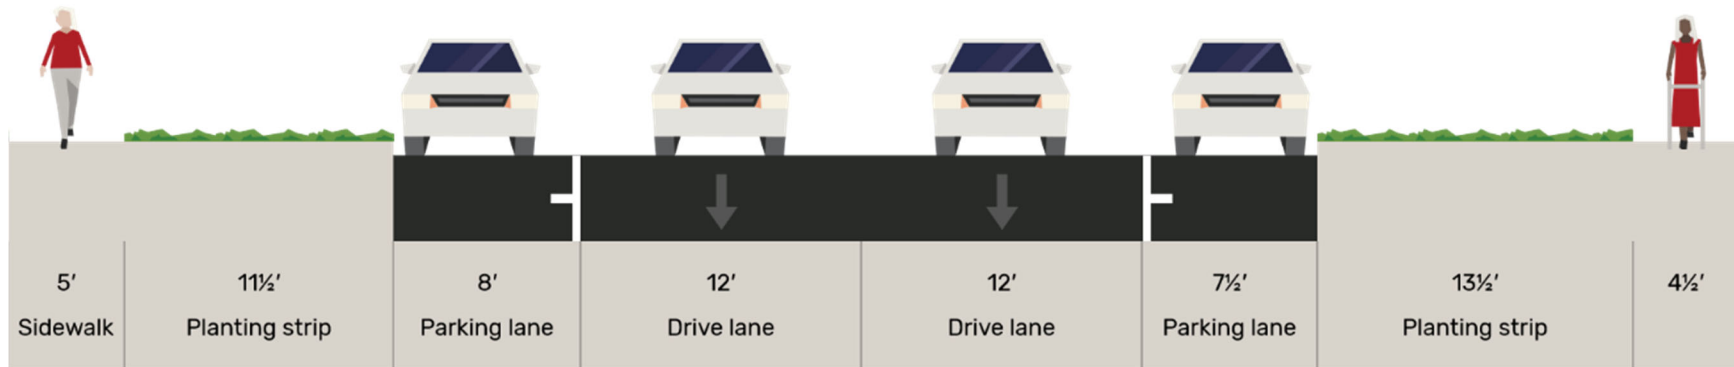 5′ 11½′ 8′ 12′ 12′ 7½′ 13½′ 4½′
Sidewalk Planting strip Parking lane Drive lane Drive lane Parking lane Planting strip